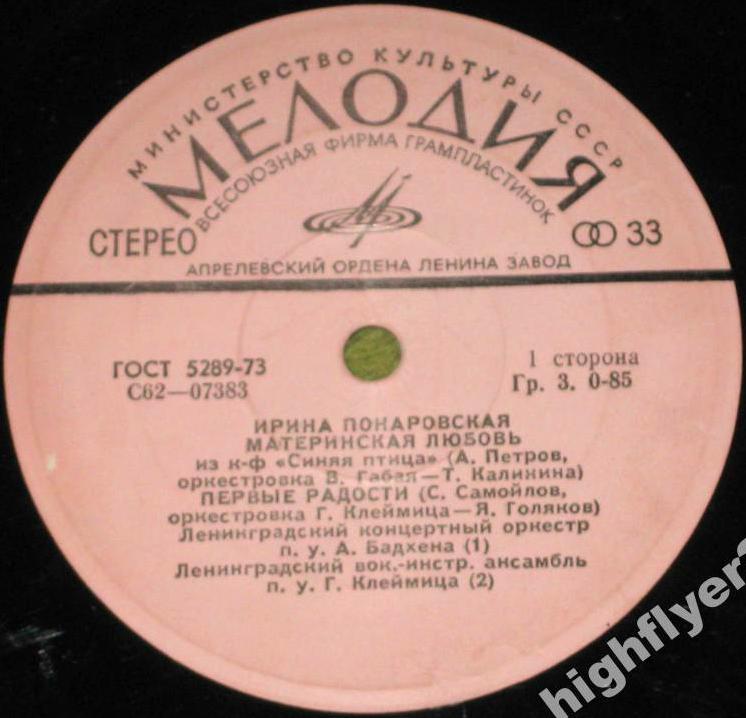 МИНИСТЕРСТВО КУЛЬТУРЫ СССР
МЕЛОДИЯ
ВСЕСОЮЗНАЯ ФИРМА ГРАМПЛАСТИНОК
СТЕРЕО
33
АПРЕЛЕВСКИЙ ОРДЕНА ЛЕНИНА ЗАВОД
ГОСТ 5289-73
С62—07383
1 сторона
Гр. 3. 0-85
ИРИНА ПОНАРОВСКАЯ
МАТЕРИНСКАЯ ЛЮБОВЬ
из к-ф «Синяя птица» (А. Петров,
оркестровка В. Габая—Т. Калинина)
ПЕРВЫЕ РАДОСТИ (С. Самойлов,
оркестровка Г. Клеймица—Я. Голяков)
Ленинградский концертный оркестр
п. у. А. Бадхена (1)
Ленинградский вок.-инстр. ансамбль
п. у. Г. Клеймица (2)
highflyerf